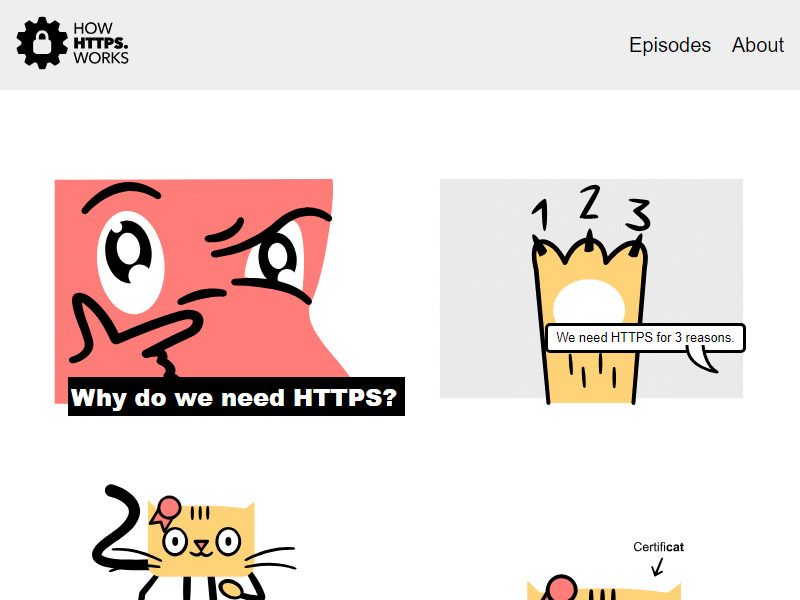 HOW
HTTPS.
WORKS
Episodes About
Why do we need HTTPS?
1 2 3
We need HTTPS for 3 reasons.
Certificat